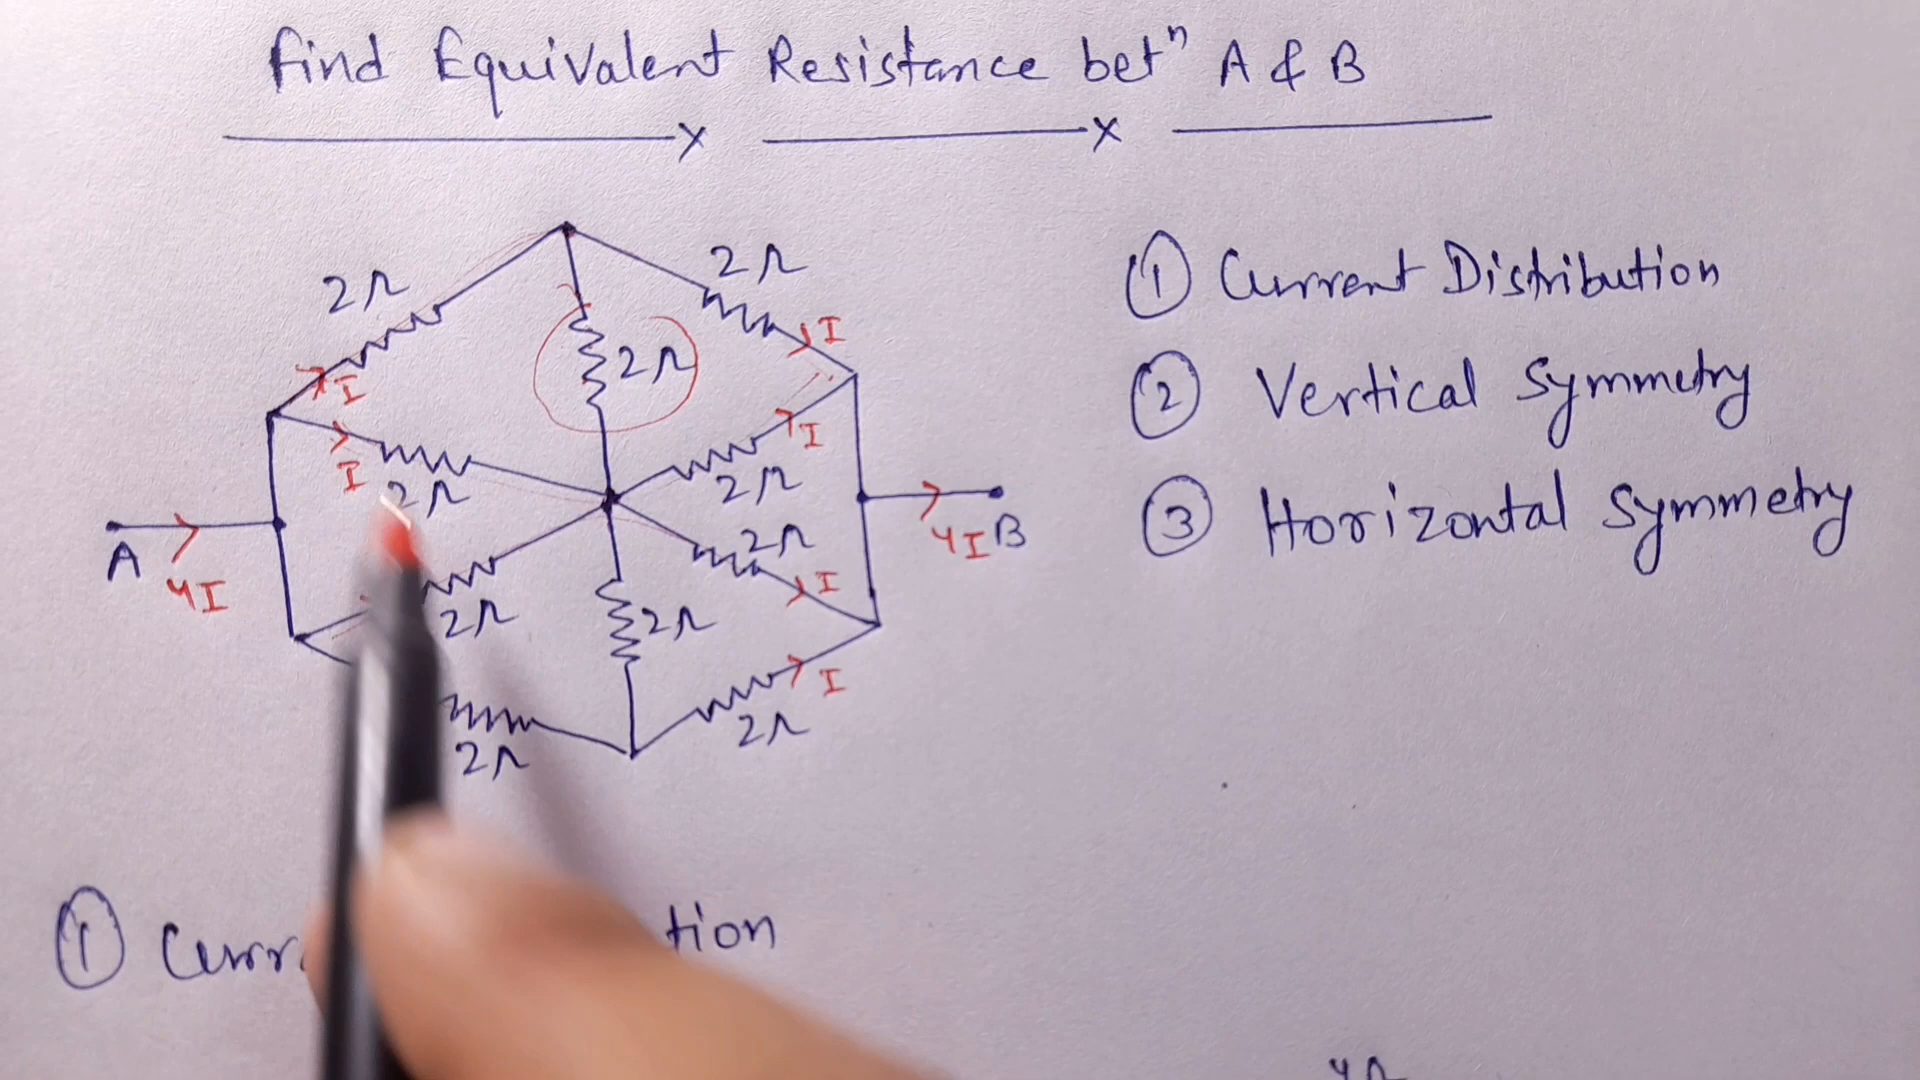 Find Equivalent Resistance betⁿ A & B
2Ω
2Ω
2Ω
I
I
I
I
2Ω
2Ω
2Ω
A
4I
4I
B
I
2Ω
2Ω
2Ω
I
2Ω
2Ω
① Current Distribution
② Vertical Symmetry
③ Horizontal Symmetry
①
tion